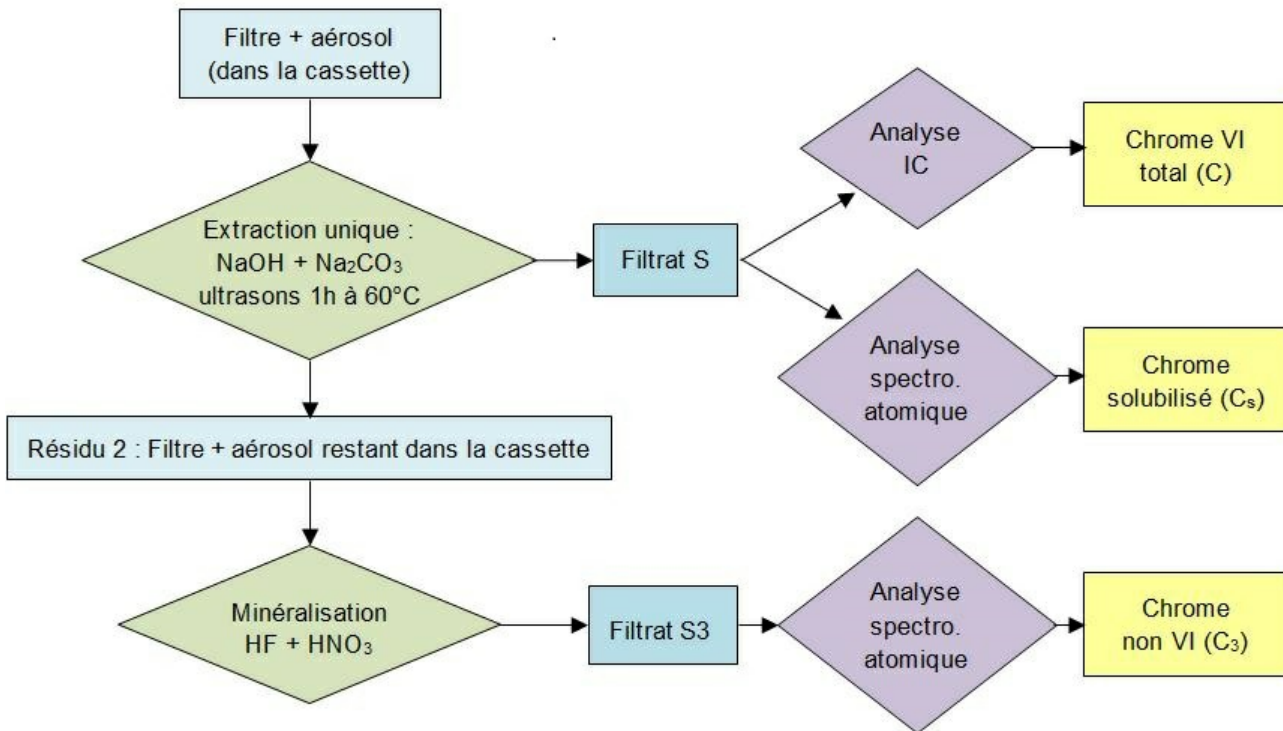 Filtre + aérosol
(dans la cassette)
Extraction unique :
NaOH + Na₂CO₃
ultrasons 1h à 60°C
Filtrat S
Analyse
IC
Chrome VI
total (C)
Analyse
spectro.
atomique
Chrome
solubilisé (Cₛ)
Résidu 2 : Filtre + aérosol restant dans la cassette
Minéralisation
HF + HNO₃
Filtrat S3
Analyse
spectro.
atomique
Chrome
non VI (C₃)